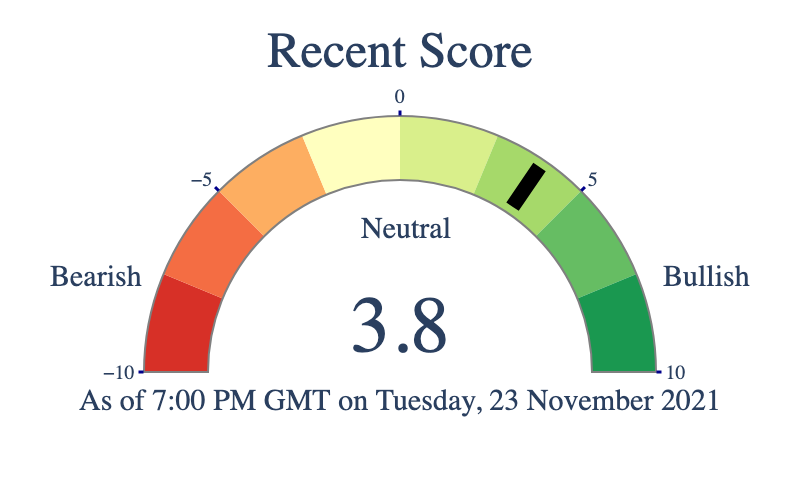 Recent Score
0
−5
5
Neutral
Bearish
Bullish
3.8
−10
10
As of 7:00 PM GMT on Tuesday, 23 November 2021